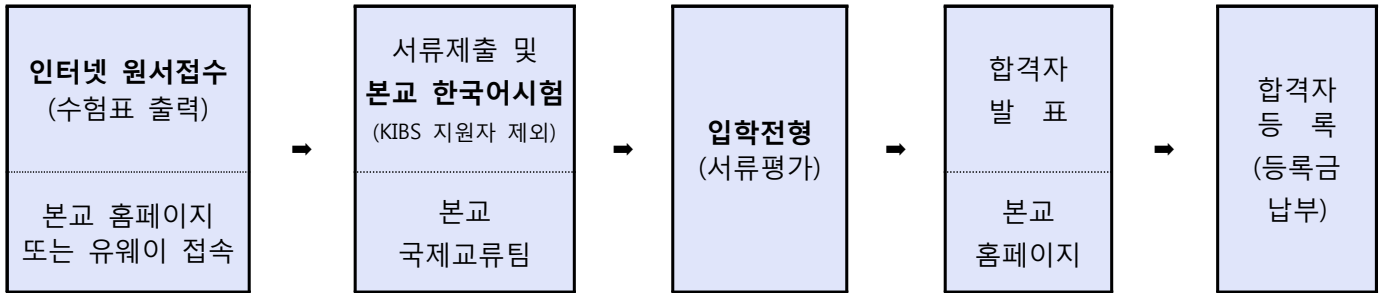 인터넷 원서접수
(수험표 출력)
본교 홈페이지
또는 유웨이 접속
➡
서류제출 및
본교 한국어시험
(KIBS 지원자 제외)
본교
국제교류팀
➡
입학전형
(서류평가)
➡
합격자
발 표
본교
홈페이지
➡
합격자
등 록
(등록금
납부)